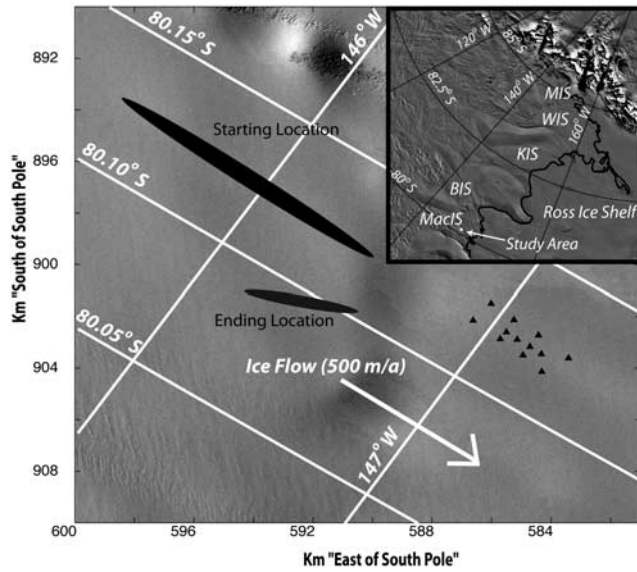 892
896
900
904
908
Km "South of South Pole"
600
596
592
588
584
Km "East of South Pole"
80.15° S
80.10° S
80.05° S
146° W
147° W
Starting Location
Ending Location
Ice Flow (500 m/a)
120° W
85° S
82.5° S
140° W
160° W
80° S
MIS
WIS
KIS
BIS
MacIS
Ross Ice Shelf
Study Area